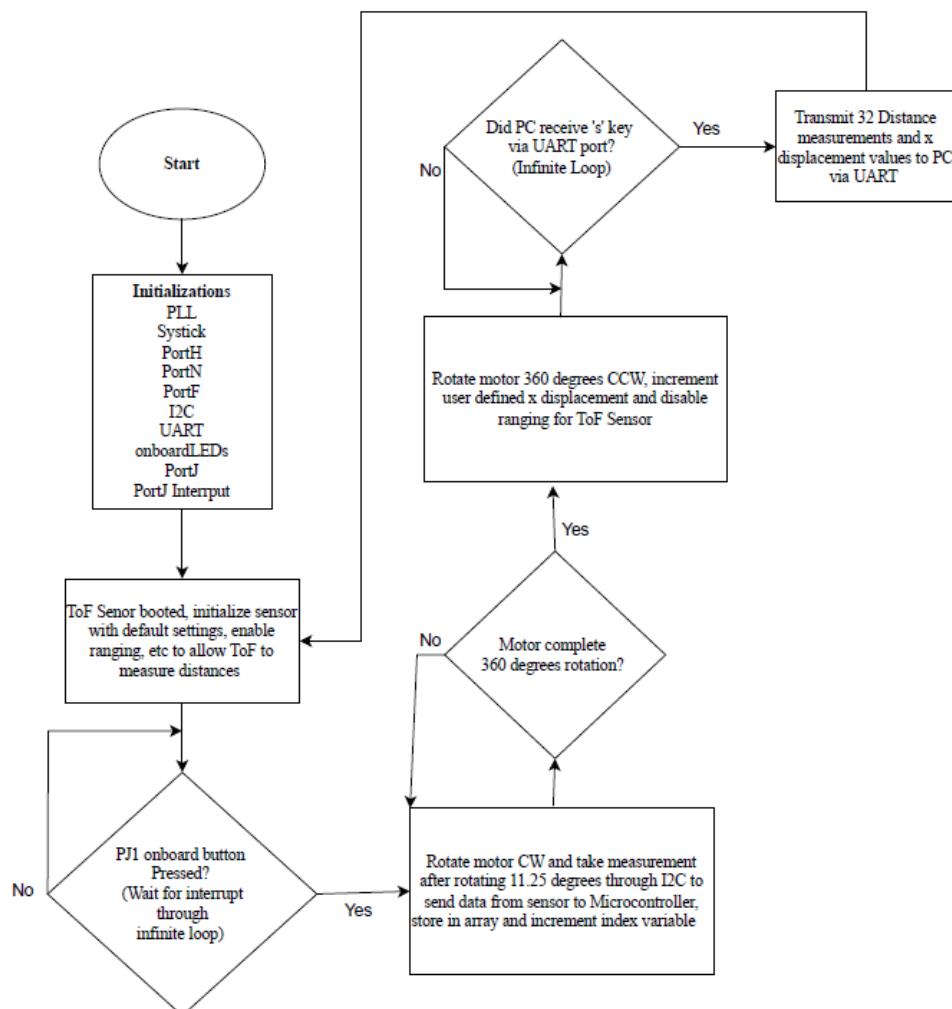 Start
Initializations
PLL
Systick
PortH
PortN
PortF
I2C
UART
onboardLEDs
PortJ
PortJ Interrput
ToF Senor booted, initialize sensor
with default settings, enable
ranging, etc to allow ToF to
measure distances
PJ1 onboard button
Pressed?
(Wait for interrupt
through
infinite loop)
No
Yes
Rotate motor CW and take measurement
after rotating 11.25 degrees through I2C to
send data from sensor to Microcontroller,
store in array and increment index variable
Motor complete
360 degrees rotation?
No
Yes
Rotate motor 360 degrees CCW, increment
user defined x displacement and disable
ranging for ToF Sensor
Did PC receive 's' key
via UART port?
(Infinite Loop)
No
Yes
Transmit 32 Distance
measurements and x
displacement values to PC
via UART